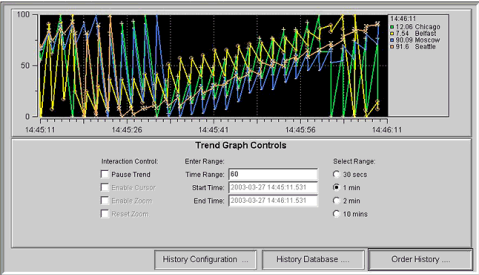 100
50
0
14:45:11
14:45:26
14:45:41
14:45:56
14:46:11
14:46:11
12.06 Chicago
7.54 Belfast
90.09 Moscow
91.6 Seattle
Trend Graph Controls
Interaction Control:
Enter Range:
Select Range:
Pause Trend
Time Range:
60
30 secs
Enable Cursor
Start Time:
2003-03-27 14:45:11.531
1 min
Enable Zoom
End Time:
2003-03-27 14:46:11.531
2 min
Reset Zoom
10 mins
History Configuration ...
History Database ....
Order History ....